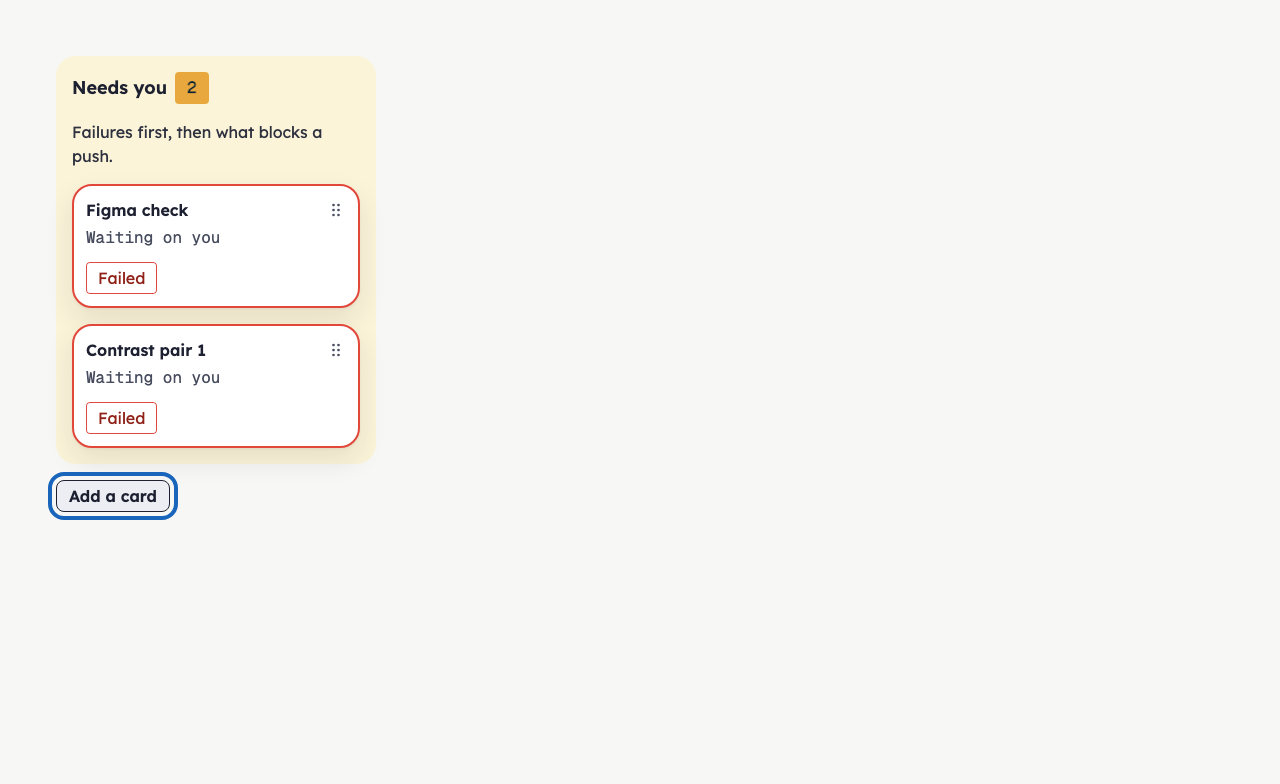 Needs you 2
Failures first, then what blocks a
push.
Figma check
Waiting on you
Failed
Contrast pair 1
Waiting on you
Failed
Add a card